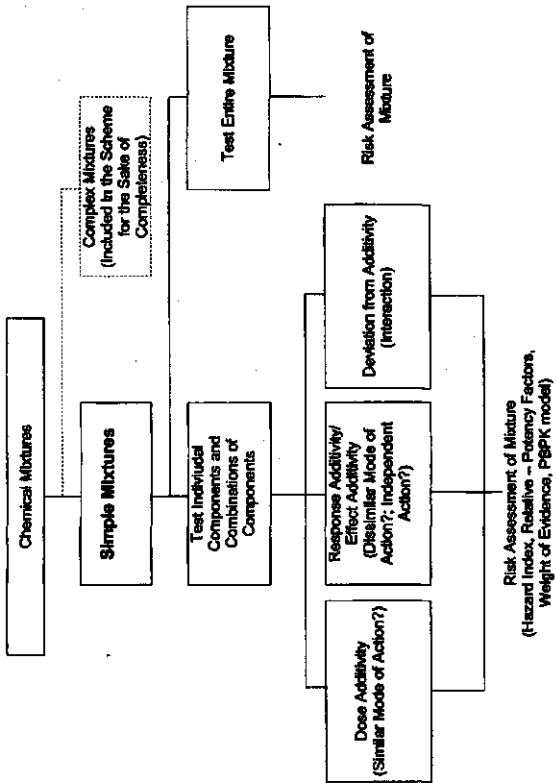 Chemical Mixtures
Simple Mixtures
Complex Mixtures
(Included In the Scheme
for the Sake of
Completeness)
Test Individual
Components and
Combinations of
Components
Test Entire Mixture
Dose Additivity
(Similar Mode of Action?)
Response Additivity/
Effect Additivity
(Dissimilar Mode of
Action?; Independent
Action?)
Deviation from Additivity
(Interaction)
Risk Assessment of
Mixture
Risk Assessment of Mixture
(Hazard Index, Relative – Potency Factors,
Weight of Evidence, PBPK model)